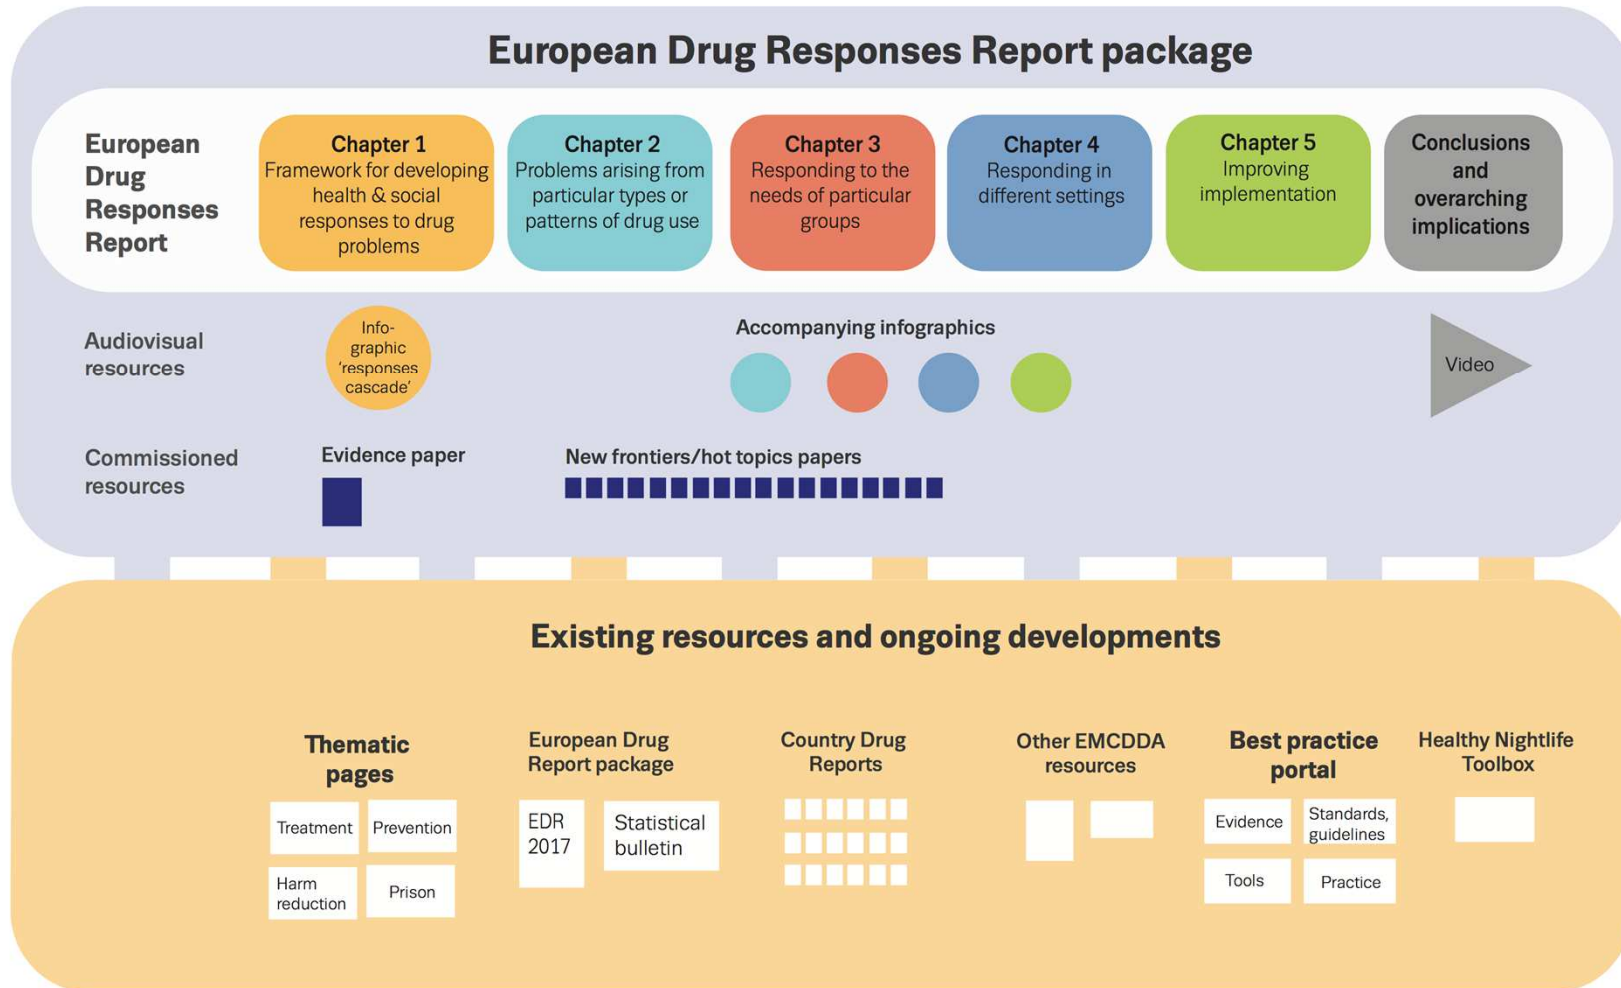 European Drug Responses Report package
European
Drug
Responses
Report
Chapter 1
Framework for developing
health & social
responses to drug
problems
Chapter 2
Problems arising from
particular types or
patterns of drug use
Chapter 3
Responding to the
needs of particular
groups
Chapter 4
Responding in
different settings
Chapter 5
Improving
implementation
Conclusions
and
overarching
implications
Audiovisual
resources
Info-
graphic
'responses
cascade'
Accompanying infographics
Video
Commissioned
resources
Evidence paper
New frontiers/hot topics papers
Existing resources and ongoing developments
Thematic
pages
Treatment
Prevention
Harm
reduction
Prison
European Drug
Report package
EDR
2017
Statistical
bulletin
Country Drug
Reports
Other EMCDDA
resources
Best practice
portal
Evidence
Standards,
guidelines
Tools
Practice
Healthy Nightlife
Toolbox